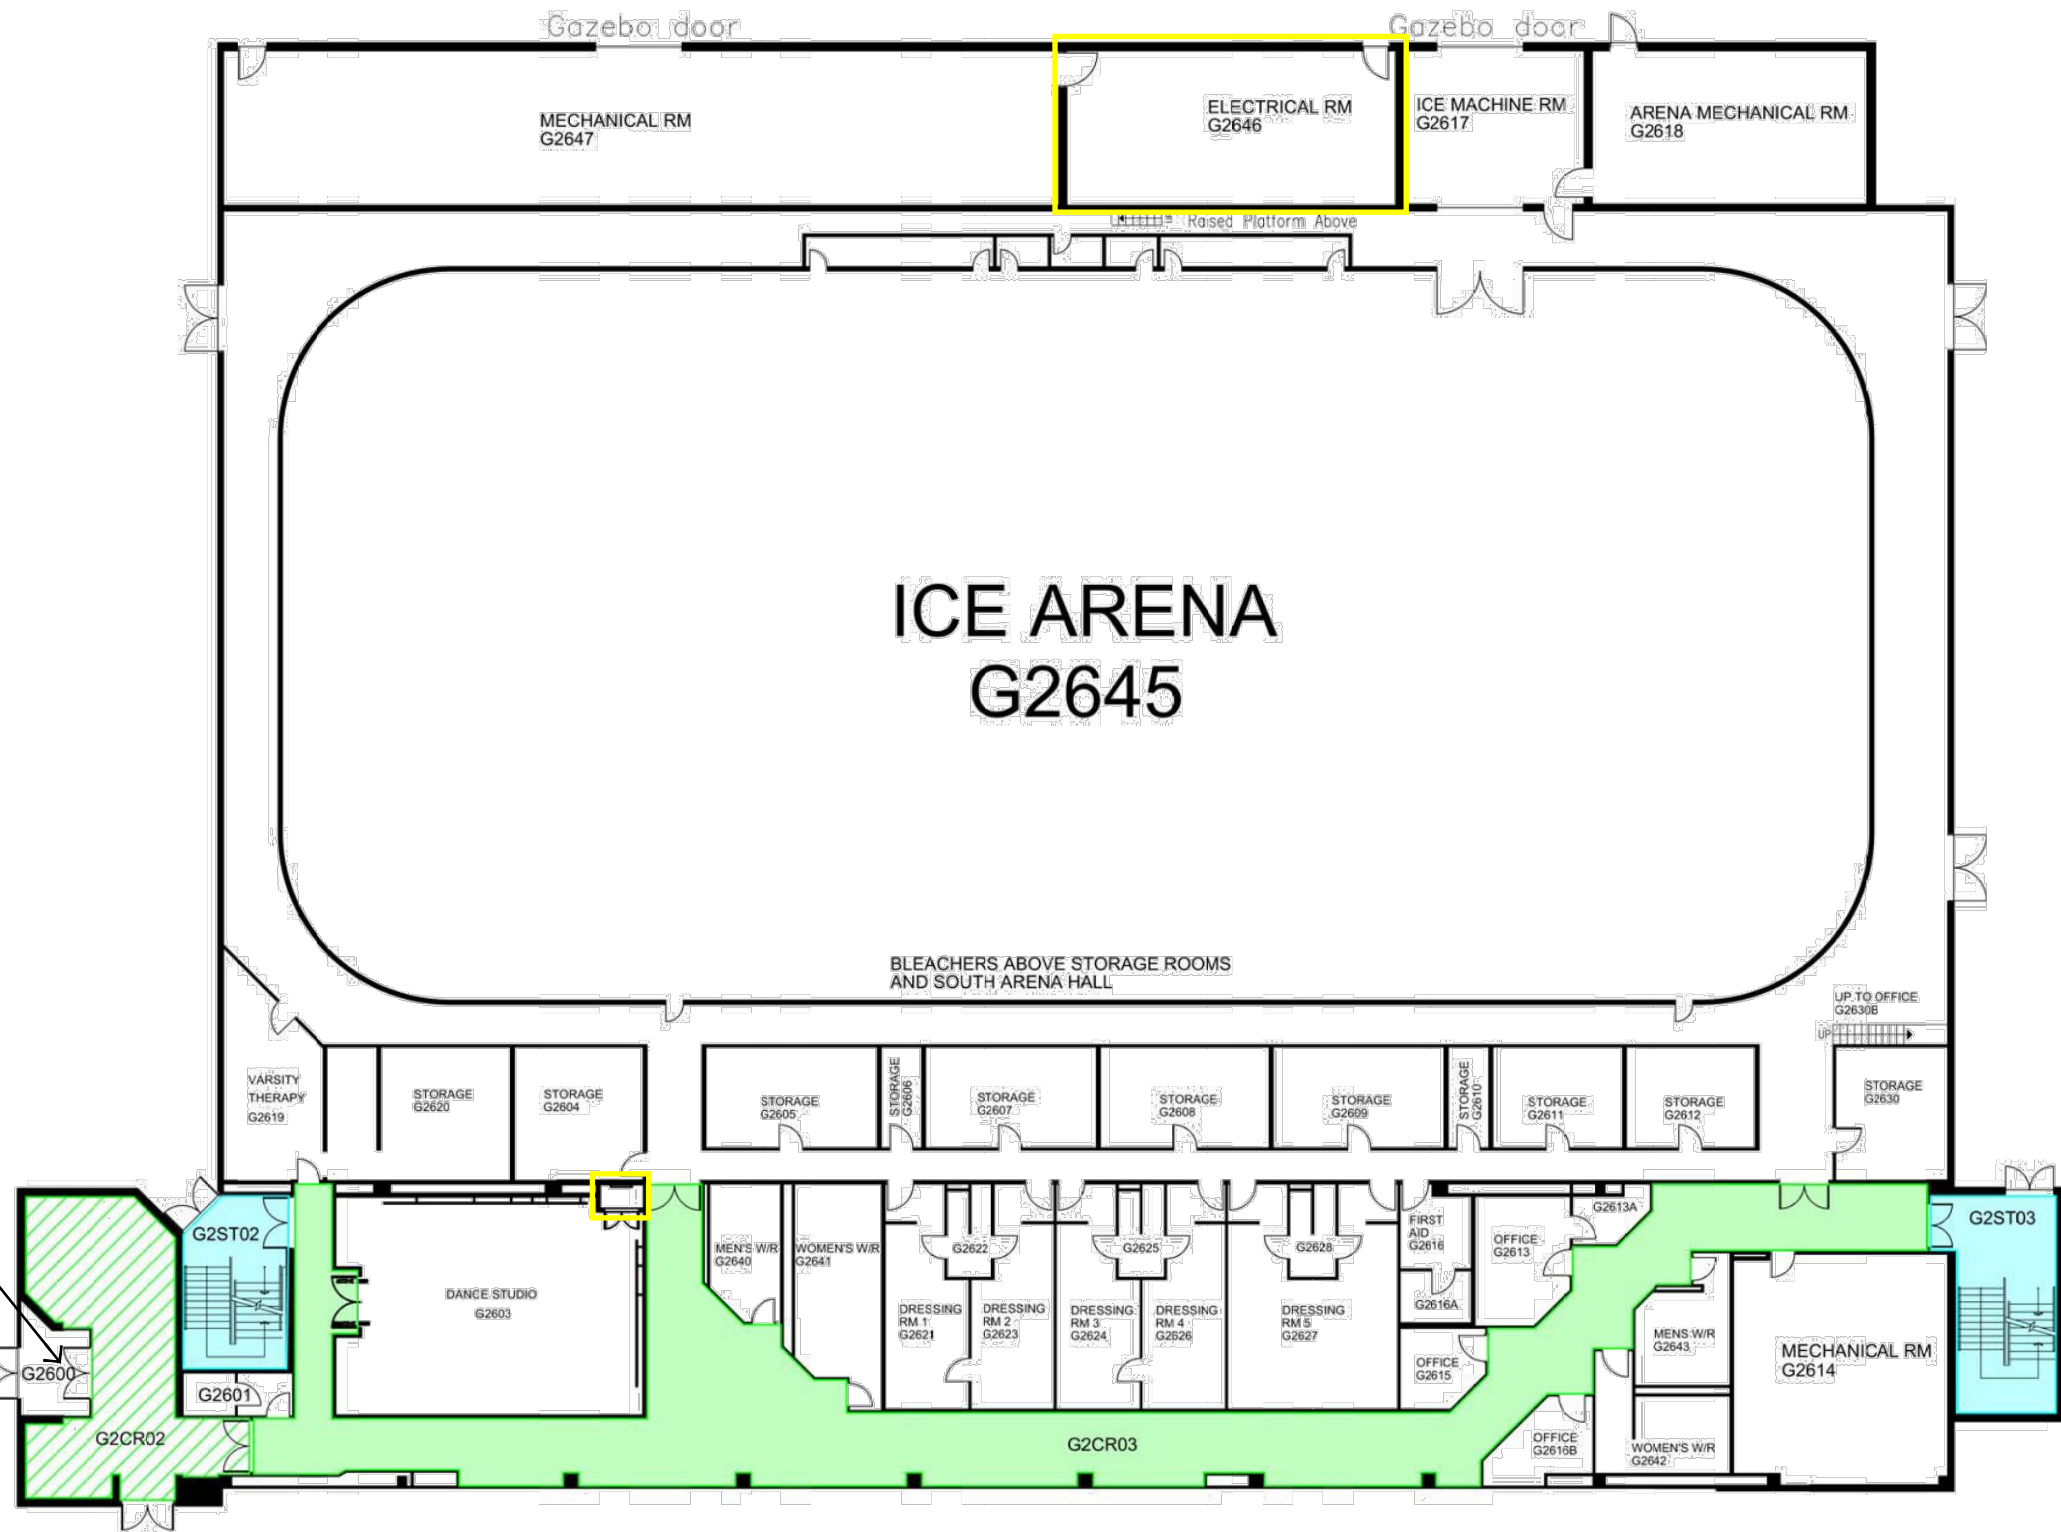 Gazebo door
Gazebo door
MECHANICAL RM
G2647
ELECTRICAL RM
G2646
ICE MACHINE RM
G2617
ARENA MECHANICAL RM
G2618
Raised Platform Above
ICE ARENA
G2645
BLEACHERS ABOVE STORAGE ROOMS
AND SOUTH ARENA HALL
UP TO OFFICE
G2630B
UP
VARSITY
THERAPY
G2619
STORAGE
G2620
STORAGE
G2604
STORAGE
G2605
STORAGE
G2606
STORAGE
G2607
STORAGE
G2608
STORAGE
G2609
STORAGE
G2610
STORAGE
G2611
STORAGE
G2612
STORAGE
G2630
G2ST02
G2600
G2601
G2CR02
DANCE STUDIO
G2603
MEN'S W/R
G2640
WOMEN'S W/R
G2641
G2622
DRESSING
RM 1
G2621
DRESSING
RM 2
G2623
G2625
DRESSING
RM 3
G2624
DRESSING
RM 4
G2626
G2628
DRESSING
RM 5
G2627
FIRST
AID
G2616
G2616A
OFFICE
G2615
OFFICE
G2613
G2613A
OFFICE
G2616B
MENS W/R
G2643
WOMEN'S W/R
G2642
MECHANICAL RM
G2614
G2ST03
G2CR03